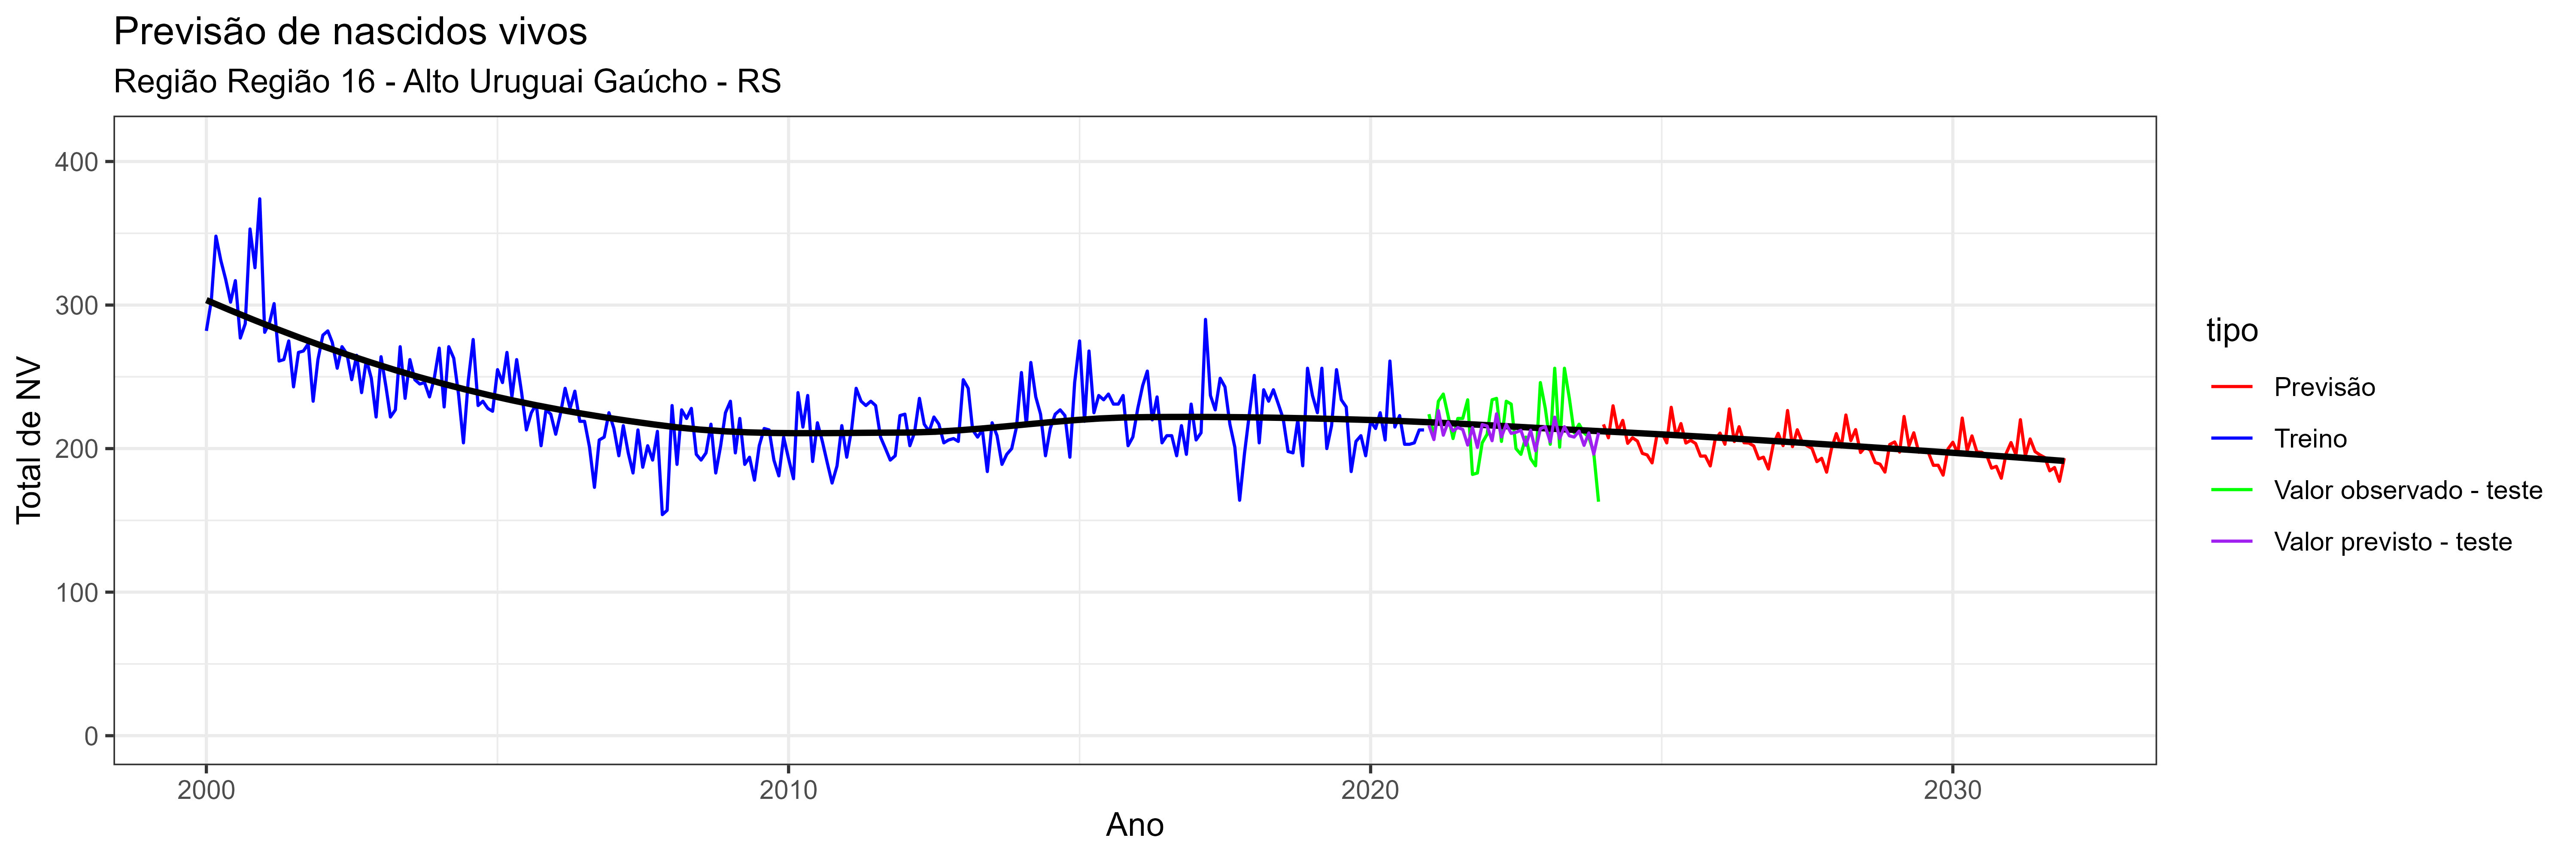 Previsão de nascidos vivos
Região Região 16 - Alto Uruguai Gaúcho - RS
Total de NV
400
300
200
100
0
2000
2010
2020
2030
Ano
tipo
Previsão
Treino
Valor observado - teste
Valor previsto - teste